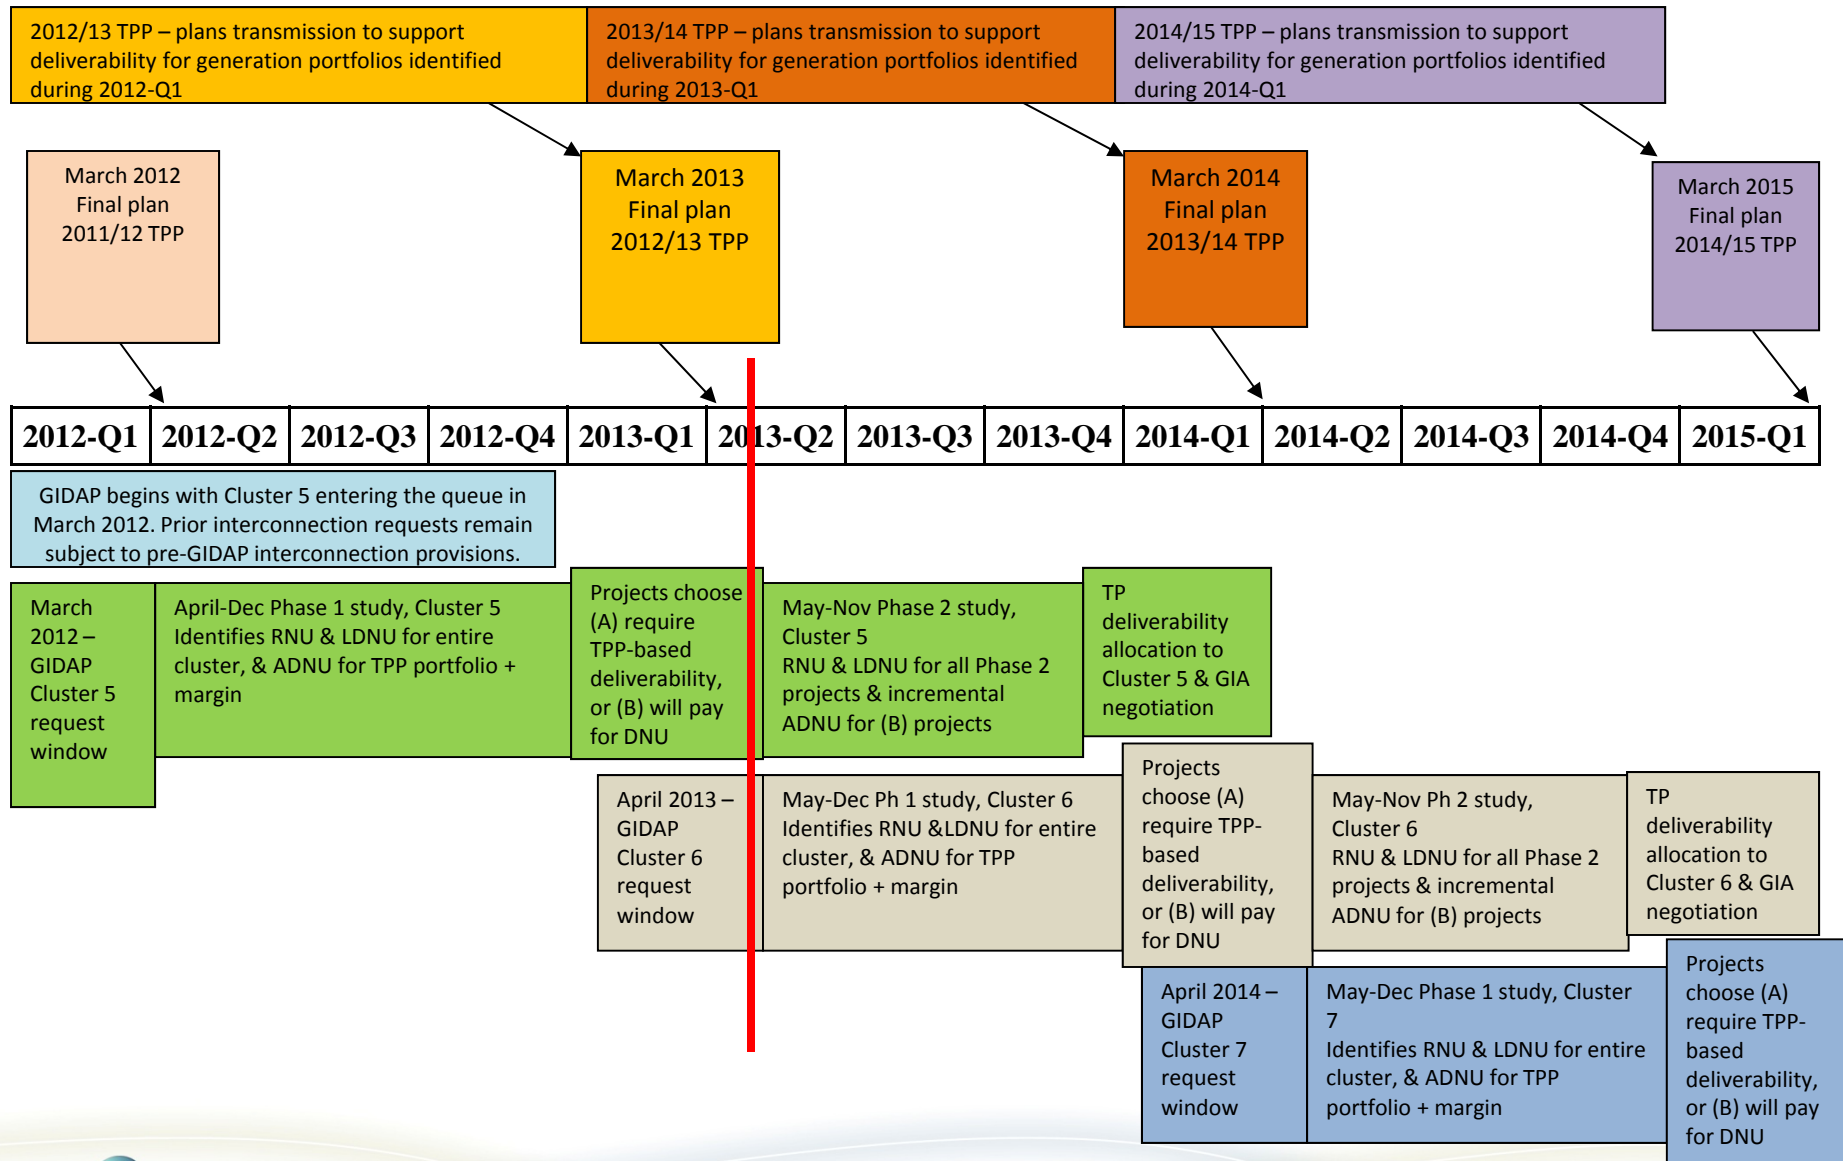 2012/13 TPP – plans transmission to support
deliverability for generation portfolios identified
during 2012-Q1
2013/14 TPP – plans transmission to support
deliverability for generation portfolios identified
during 2013-Q1
2014/15 TPP – plans transmission to support
deliverability for generation portfolios identified
during 2014-Q1
March 2012
Final plan
2011/12 TPP
March 2013
Final plan
2012/13 TPP
March 2014
Final plan
2013/14 TPP
March 2015
Final plan
2014/15 TPP
2012-Q1 2012-Q2 2012-Q3 2012-Q4 2013-Q1 2013-Q2 2013-Q3 2013-Q4 2014-Q1 2014-Q2 2014-Q3 2014-Q4 2015-Q1
GIDAP begins with Cluster 5 entering the queue in
March 2012. Prior interconnection requests remain
subject to pre-GIDAP interconnection provisions.
March
2012 –
GIDAP
Cluster 5
request
window
April-Dec Phase 1 study, Cluster 5
Identifies RNU & LDNU for entire
cluster, & ADNU for TPP portfolio +
margin
Projects choose
(A) require
TPP-based
deliverability,
or (B) will pay
for DNU
May-Nov Phase 2 study,
Cluster 5
RNU & LDNU for all Phase 2
projects & incremental
ADNU for (B) projects
TP
deliverability
allocation to
Cluster 5 & GIA
negotiation
April 2013 –
GIDAP
Cluster 6
request
window
May-Dec Ph 1 study, Cluster 6
Identifies RNU &LDNU for entire
cluster, & ADNU for TPP
portfolio + margin
Projects
choose (A)
require TPP-
based
deliverability,
or (B) will pay
for DNU
May-Nov Ph 2 study,
Cluster 6
RNU & LDNU for all Phase 2
projects & incremental
ADNU for (B) projects
TP
deliverability
allocation to
Cluster 6 & GIA
negotiation
April 2014 –
GIDAP
Cluster 7
request
window
May-Dec Phase 1 study, Cluster
7
Identifies RNU & LDNU for entire
cluster, & ADNU for TPP
portfolio + margin
Projects
choose (A)
require TPP-
based
deliverability,
or (B) will pay
for DNU